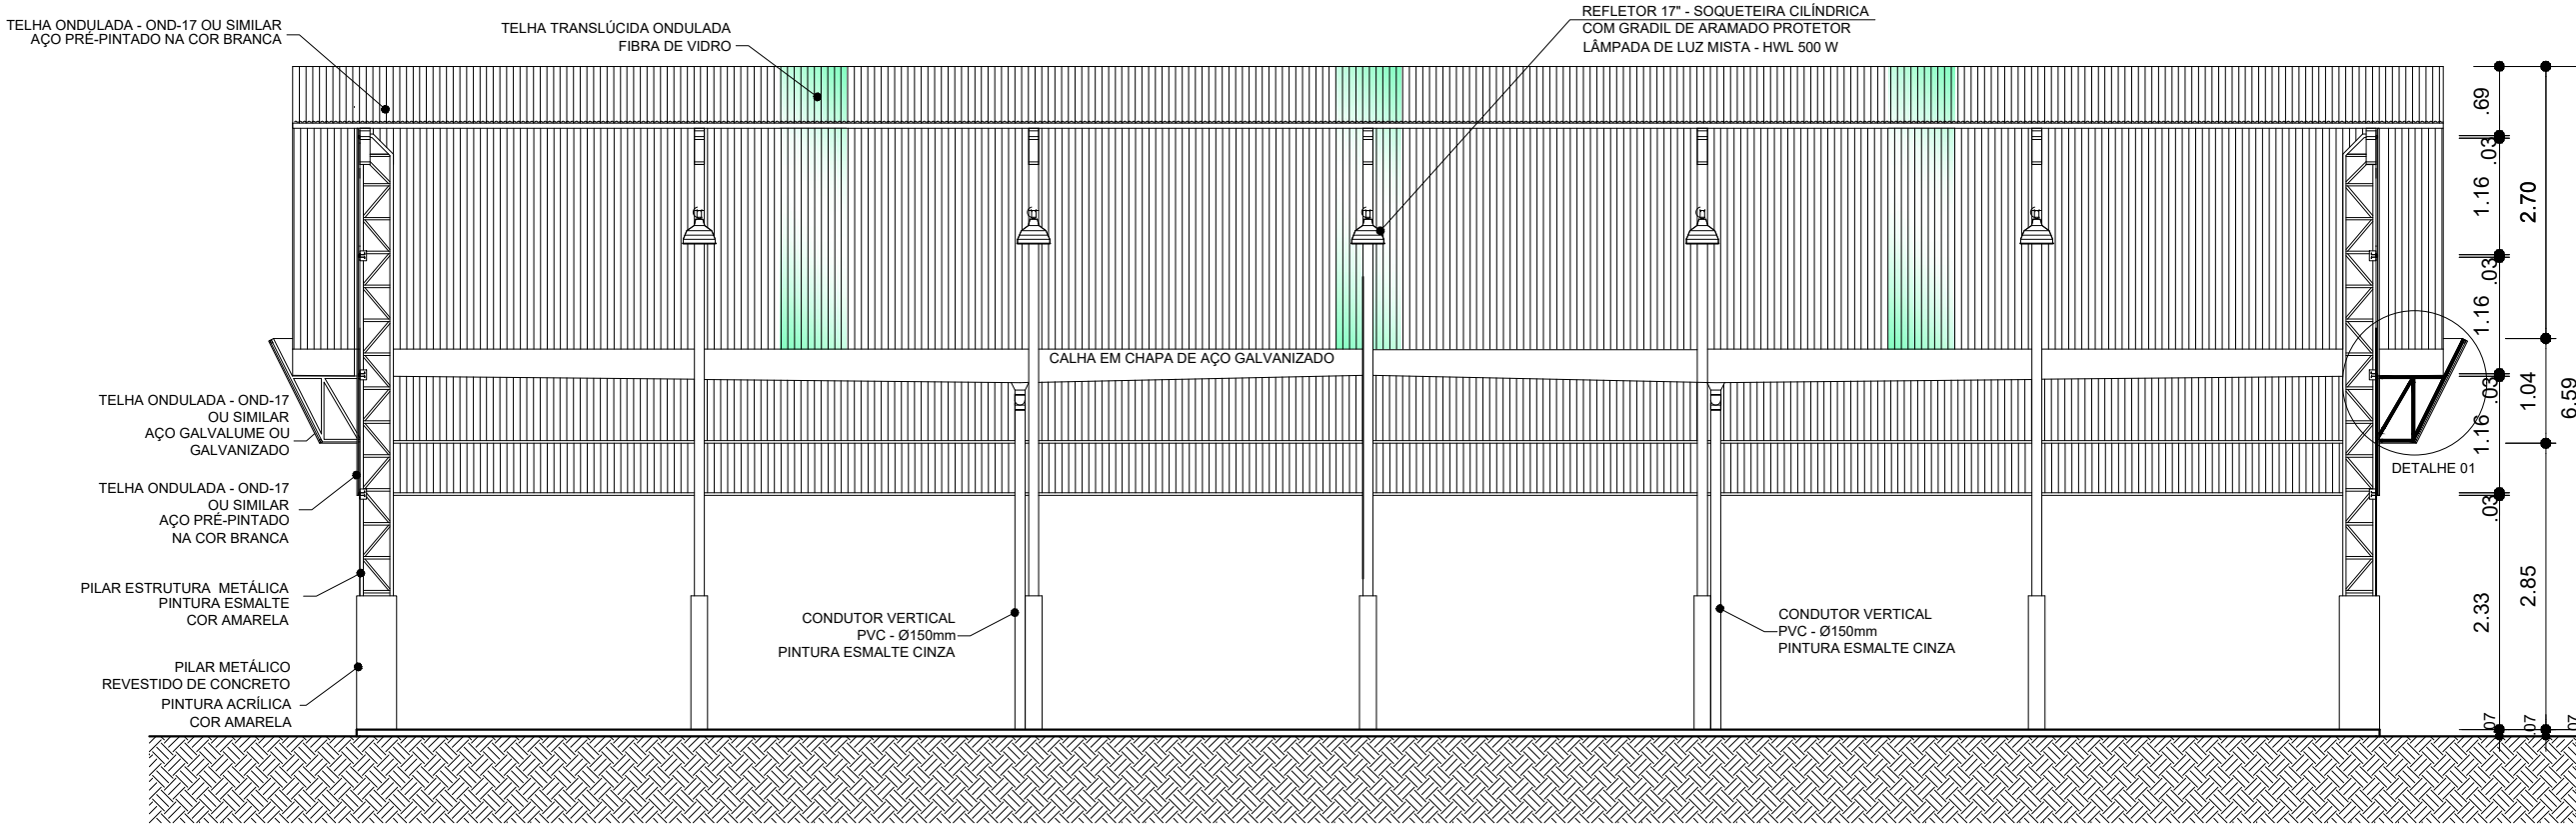 TELHA ONDULADA - OND-17 OU SIMILAR
AÇO PRÉ-PINTADO NA COR BRANCA
TELHA TRANSLÚCIDA ONDULADA
FIBRA DE VIDRO
REFLETOR 17" - SOQUETEIRA CILÍNDRICA
COM GRADIL DE ARAMADO PROTETOR
LÂMPADA DE LUZ MISTA - HWL 500 W
CALHA EM CHAPA DE AÇO GALVANIZADO
TELHA ONDULADA - OND-17
OU SIMILAR
AÇO GALVALUME OU
GALVANIZADO
TELHA ONDULADA - OND-17
OU SIMILAR
AÇO PRÉ-PINTADO
NA COR BRANCA
PILAR ESTRUTURA METÁLICA
PINTURA ESMALTE
COR AMARELA
PILAR METÁLICO
REVESTIDO DE CONCRETO
PINTURA ACRÍLICA
COR AMARELA
CONDUTOR VERTICAL
PVC - Ø150mm
PINTURA ESMALTE CINZA
CONDUTOR VERTICAL
PVC - Ø150mm
PINTURA ESMALTE CINZA
DETALHE 01
.69
.03
1.16
.03
1.16
.03
1.16
.03
2.33
.07
2.70
1.04
2.85
.07
6.59
.07